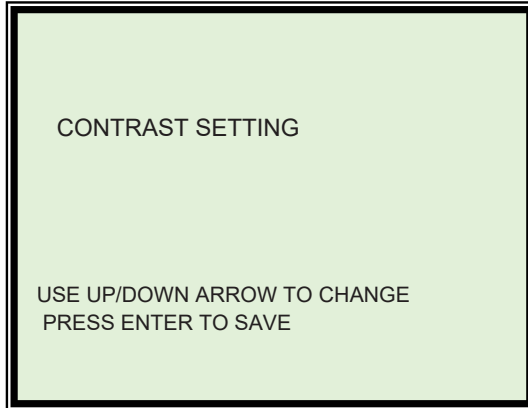 CONTRAST SETTING
USE UP/DOWN ARROW TO CHANGE
PRESS ENTER TO SAVE